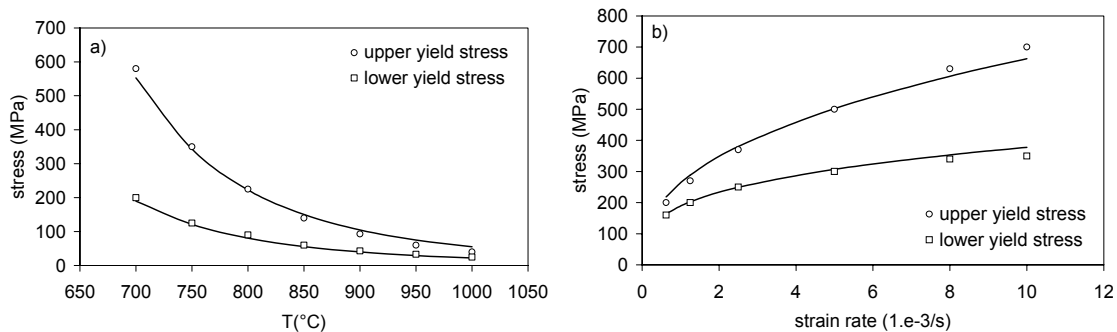 a)
upper yield stress
lower yield stress
stress (MPa)
700
600
500
400
300
200
100
0
650 700 750 800 850 900 950 1000 1050
T(°C)
b)
upper yield stress
lower yield stress
stress (MPa)
800
700
600
500
400
300
200
100
0
0 2 4 6 8 10 12
strain rate (1.e-3/s)